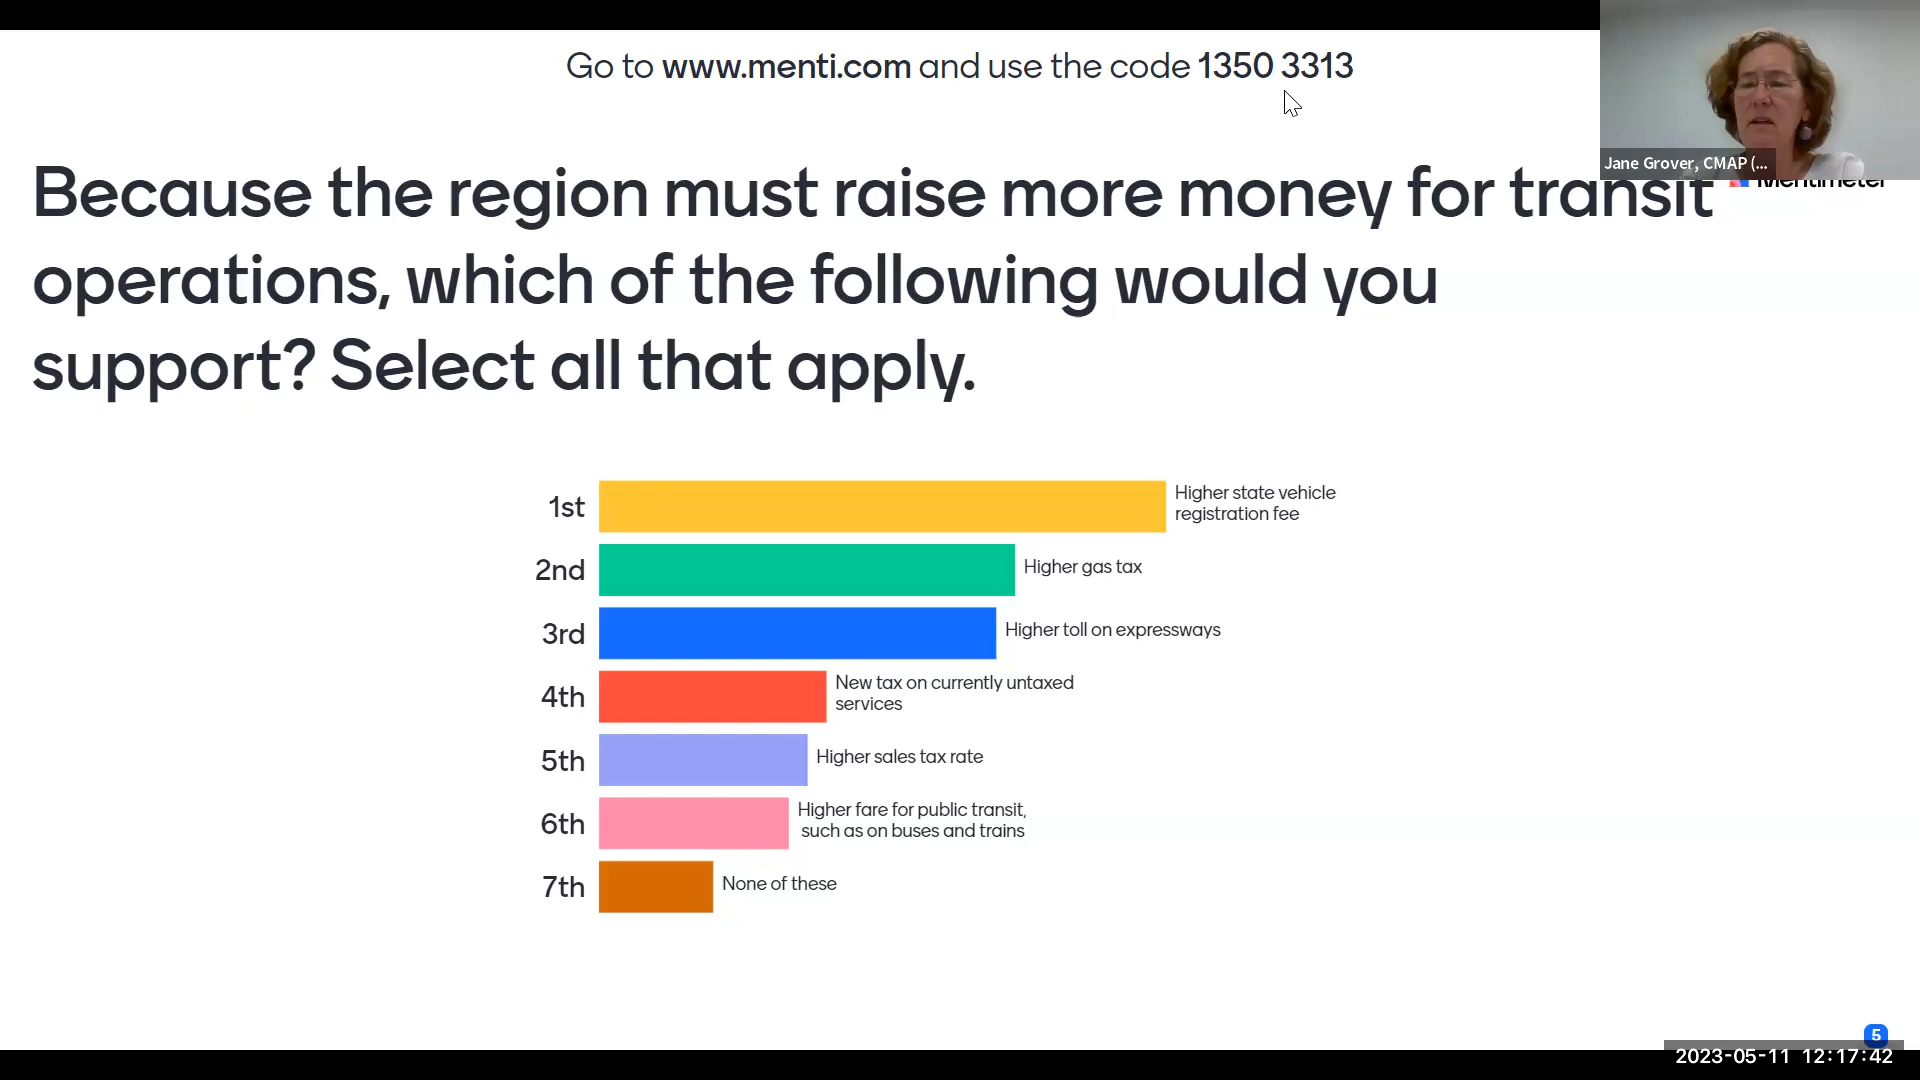 Go to www.menti.com and use the code 1350 3313
Jane Grover, CMAP (...
Mentimeter
Because the region must raise more money for transit
operations, which of the following would you
support? Select all that apply.
1st
Higher state vehicle
registration fee
2nd
Higher gas tax
3rd
Higher toll on expressways
4th
New tax on currently untaxed
services
5th
Higher sales tax rate
6th
Higher fare for public transit,
such as on buses and trains
7th
None of these
5
2023-05-11 12:17:42